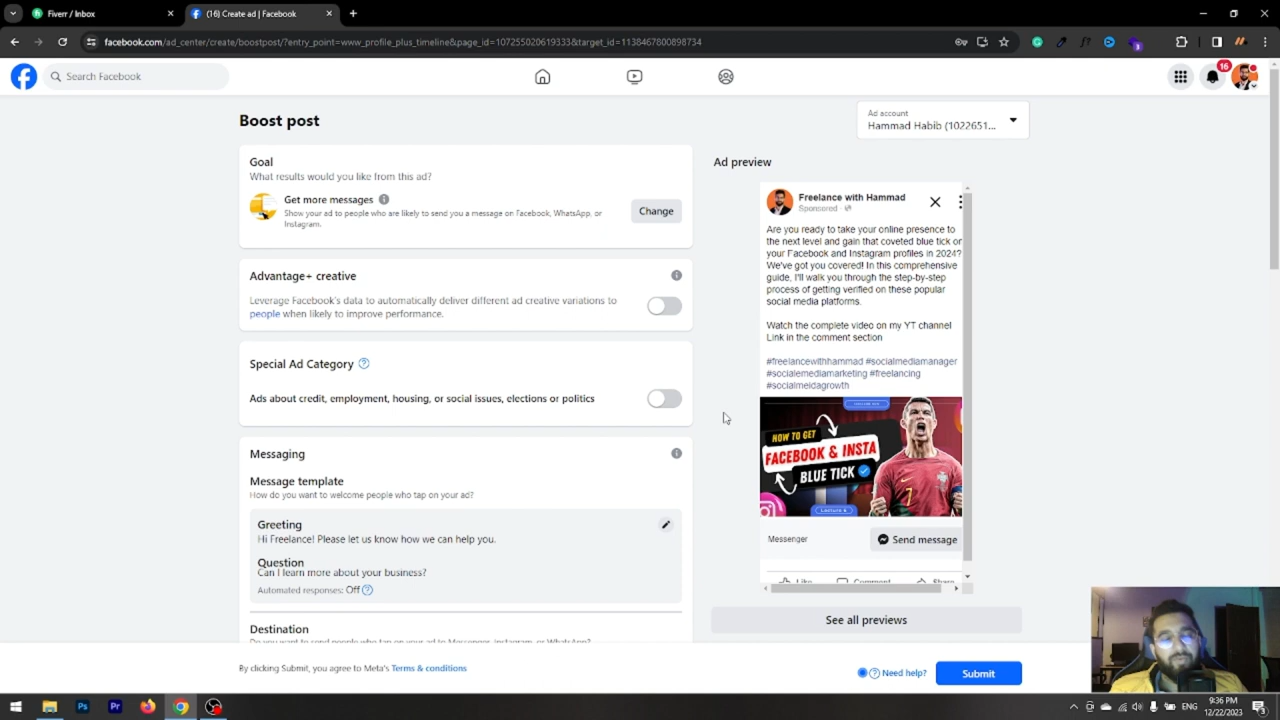 Fiverr / Inbox
(16) Create ad | Facebook
facebook.com/ad_center/create/boostpost/?entry_point=www_profile_plus_timeline&page_id=107255020619333&target_id=1138467800898734
Search Facebook
16
Boost post
Ad account
Hammad Habib (1022651...
Goal
What results would you like from this ad?
Get more messages
Show your ad to people who are likely to send you a message on Facebook, WhatsApp, or
Instagram.
Change
Advantage+ creative
Leverage Facebook's data to automatically deliver different ad creative variations to
people when likely to improve performance.
Special Ad Category
Ads about credit, employment, housing, or social issues, elections or politics
Messaging
Message template
How do you want to welcome people who tap on your ad?
Greeting
Hi Freelance! Please let us know how we can help you.
Question
Can I learn more about your business?
Automated responses: Off
Destination
Do you want to send people who tap on your ad to Messenger, Instagram, or WhatsApp?
Ad preview
Freelance with Hammad
Sponsored ·
Are you ready to take your online presence to
the next level and gain that coveted blue tick on
your Facebook and Instagram profiles in 2024?
We've got you covered! In this comprehensive
guide, I'll walk you through the step-by-step
process of getting verified on these popular
social media platforms.
Watch the complete video on my YT channel
Link in the comment section
#freelancewithhammad #socialmediamanager
#socialemediamarketing #freelancing
#socialmeidagrowth
HOW TO GET
FACEBOOK & INSTA
BLUE TICK
7
Lecture 6
Messenger
Send message
Like
Comment
Share
See all previews
By clicking Submit, you agree to Meta's Terms & conditions
Need help?
Submit
Ps
Pr
ENG
9:36 PM
12/22/2023
3